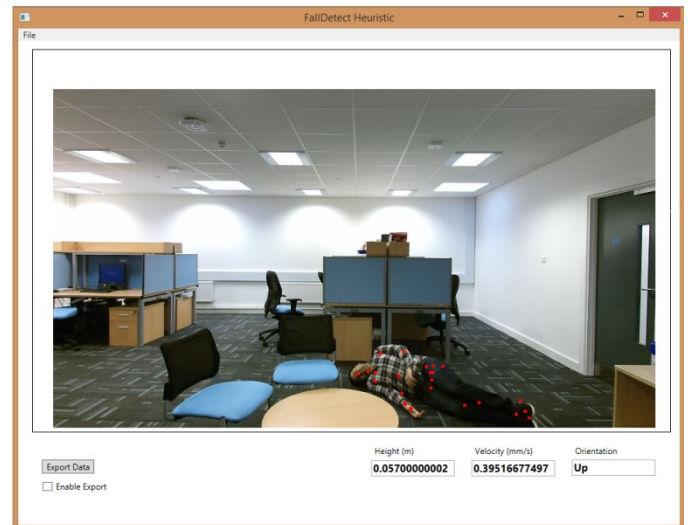 FallDetect Heuristic
File
Height (m) Velocity (mm/s) Orientation
Export Data 0.05700000002 0.39516677497 Up
Enable Export